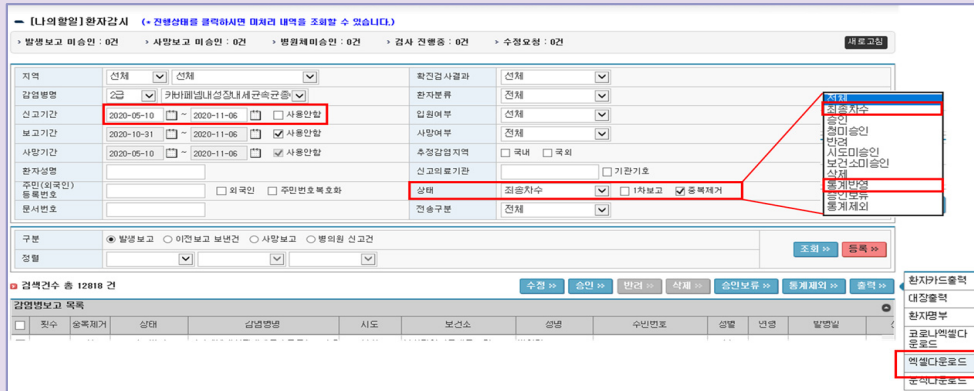 [나의할일]환자감시 (* 진행상태를 클릭하시면 미처리 내역을 조회할 수 있습니다.)
> 발생보고 미승인 : 0건 > 사망보고 미승인 : 0건 > 병원체미승인 : 0건 > 검사 진행중 : 0건 > 수정요청 : 0건 새로고침
지역 전체 전체 확진검사결과 전체
감염병명 2급 카바페넴내성장내세균속균종 환자분류 전체
신고기간 2020-05-10 ~ 2020-11-06 사용안함 입원여부 전체
보고기간 2020-10-31 ~ 2020-11-06 사용안함 사망여부 전체
사망기간 2020-05-10 ~ 2020-11-06 사용안함 추정감염지역 국내 국외
환자성명 신고의료기관 기관기호
주민(외국인)등록번호 외국인 주민번호복호화 상태 최종차수 1차보고 중복제거
문서번호 전송구분 전체
전체
최종차수
승인
청미승인
반려
시도미승인
보건소미승인
삭제
통계반영
승인보류
통계제외
구분 발생보고 이전보고 보낸건 사망보고 병의원 신고건
정렬
조회 >> 등록 >>
검색건수 총 12818 건 수정 >> 승인 >> 반려 >> 삭제 >> 승인보류 >> 통계제외 >> 출력 >>
감염병보고 목록
횟수 중복제거 상태 감염병명 시도 보건소 성명 주민번호 성별 연령 발병일
환자카드출력
대장출력
환자명부
코로나엑셀다운로드
엑셀다운로드